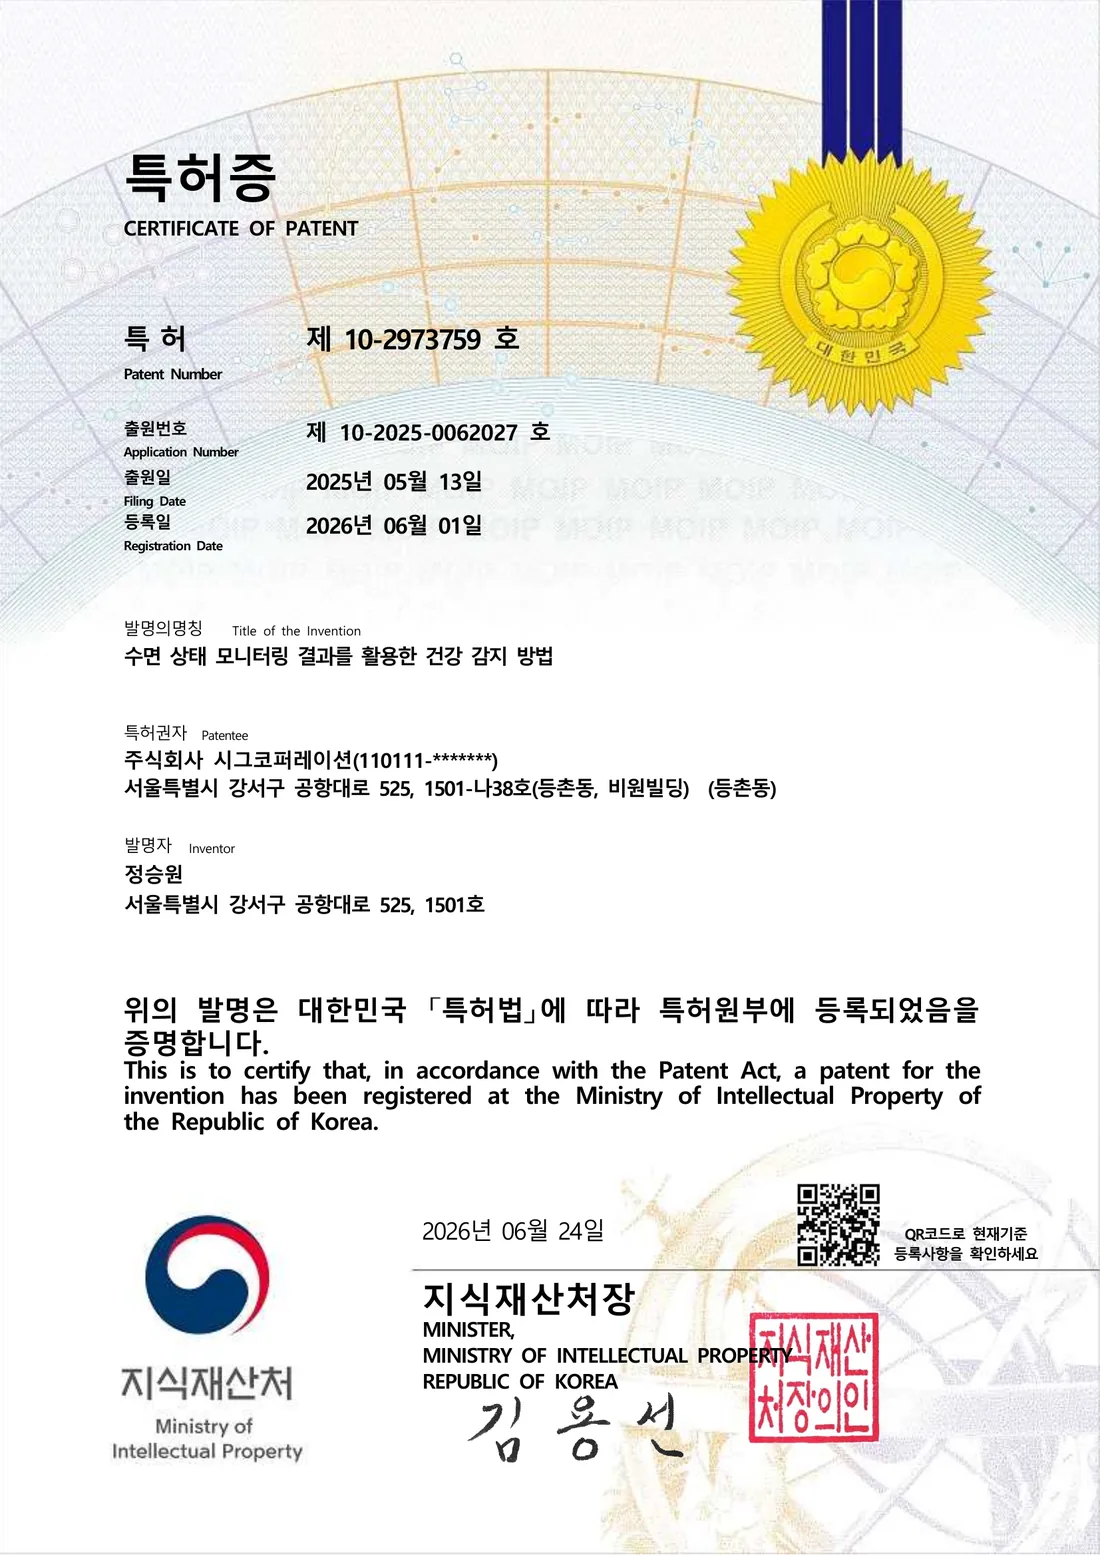 특허증
CERTIFICATE OF PATENT
대한민국
특 허 제 10-2973759 호
Patent Number
출원번호 제 10-2025-0062027 호
Application Number
출원일 2025년 05월 13일
Filing Date
등록일 2026년 06월 01일
Registration Date
발명의명칭 Title of the Invention
수면 상태 모니터링 결과를 활용한 건강 감지 방법
특허권자 Patentee
주식회사 시그코퍼레이션(110111-*******)
서울특별시 강서구 공항대로 525, 1501-나38호(등촌동, 비원빌딩) (등촌동)
발명자 Inventor
정승원
서울특별시 강서구 공항대로 525, 1501호
위의 발명은 대한민국 「특허법」에 따라 특허원부에 등록되었음을
증명합니다.
This is to certify that, in accordance with the Patent Act, a patent for the
invention has been registered at the Ministry of Intellectual Property of
the Republic of Korea.
2026년 06월 24일
QR코드로 현재기준
등록사항을 확인하세요
지식재산처장
MINISTER,
MINISTRY OF INTELLECTUAL PROPERTY
REPUBLIC OF KOREA
김용선
지식재산
처장의인
지식재산처
Ministry of
Intellectual Property